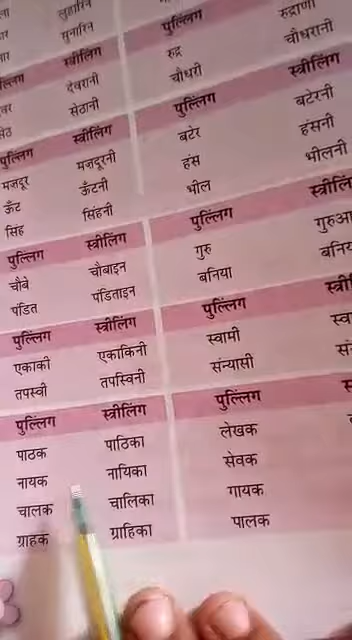 लुहारिन
सुनारिन
स्त्रीलिंग
देवरानी
सेठानी
पुल्लिंग स्त्रीलिंग
मजदूर मजदूरनी
ऊँट ऊँटनी
सिंह सिंहनी
पुल्लिंग स्त्रीलिंग
चौबे चौबाइन
पंडित पंडिताइन
पुल्लिंग स्त्रीलिंग
एकाकी एकाकिनी
तपस्वी तपस्विनी
पुल्लिंग स्त्रीलिंग
पाठक पाठिका
नायक नायिका
चालक चालिका
ग्राहक ग्राहिका
रुद्राणी
पुल्लिंग
रुद्र चौधरानी
चौधरी स्त्रीलिंग
पुल्लिंग बटेरनी
बटेर हंसनी
हंस भीलनी
भील
पुल्लिंग
गुरु
बनिया
पुल्लिंग
स्वामी
संन्यासी
पुल्लिंग
लेखक
सेवक
गायक
पालक